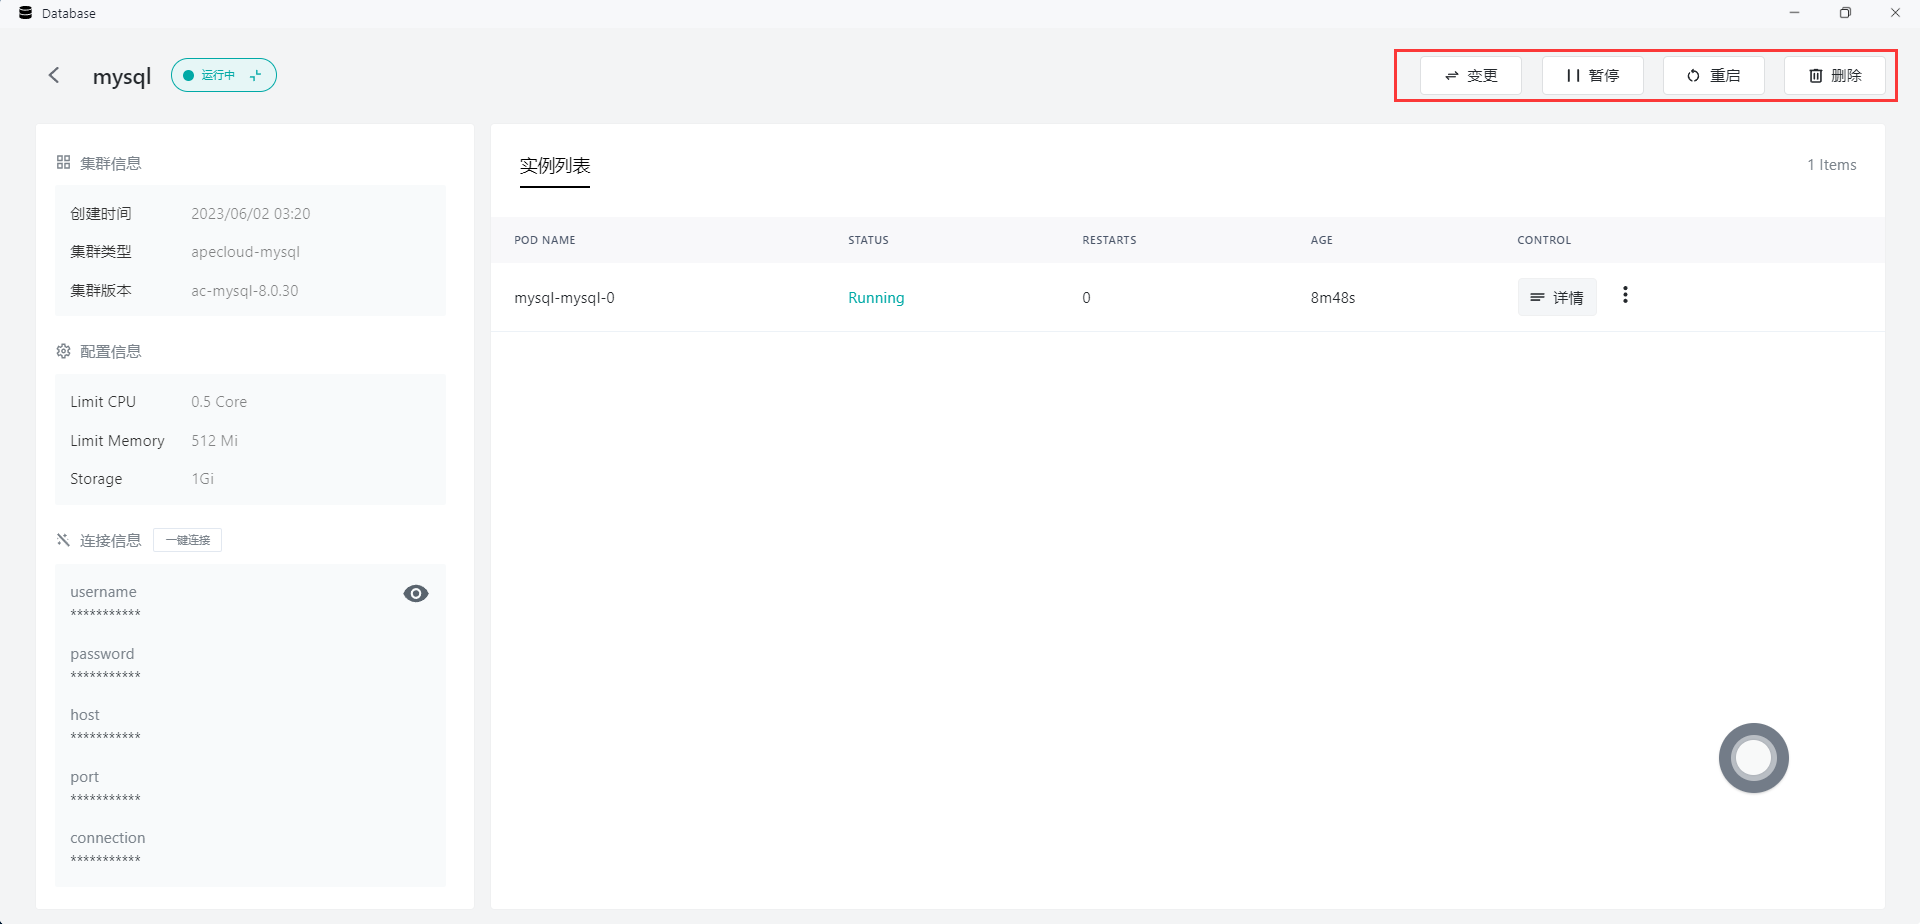 Database
mysql
运行中
变更
暂停
重启
删除
集群信息
创建时间 2023/06/02 03:20
集群类型 apecloud-mysql
集群版本 ac-mysql-8.0.30
配置信息
Limit CPU 0.5 Core
Limit Memory 512 Mi
Storage 1Gi
连接信息 一键连接
username
***********
password
***********
host
***********
port
***********
connection
***********
实例列表
1 Items
POD NAME STATUS RESTARTS AGE CONTROL
mysql-mysql-0 Running 0 8m48s 详情